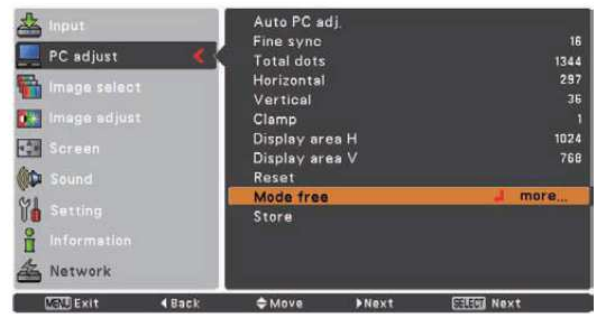 Input
PC adjust
Image select
Image adjust
Screen
Sound
Setting
Information
Network
Auto PC adj.
Fine sync 16
Total dots 1344
Horizontal 297
Vertical 36
Clamp 1
Display area H 1024
Display area V 768
Reset
Mode free more...
Store
MENU Exit Back Move Next SELECT Next